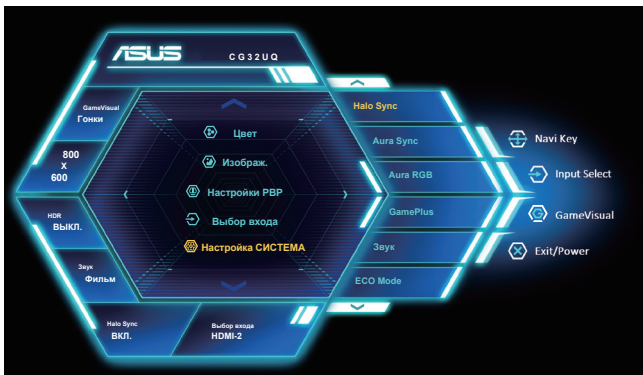 ASUS CG32UQ
GameVisual
Гонки
800
X
600
HDR
ВЫКЛ.
Звук
Фильм
Halo Sync
ВКЛ.
Выбор входа
HDMI-2
Цвет
Изображ.
Настройки PBP
Выбор входа
Настройка СИСТЕМА
Halo Sync
Aura Sync
Aura RGB
GamePlus
Звук
ECO Mode
Navi Key
Input Select
GameVisual
Exit/Power